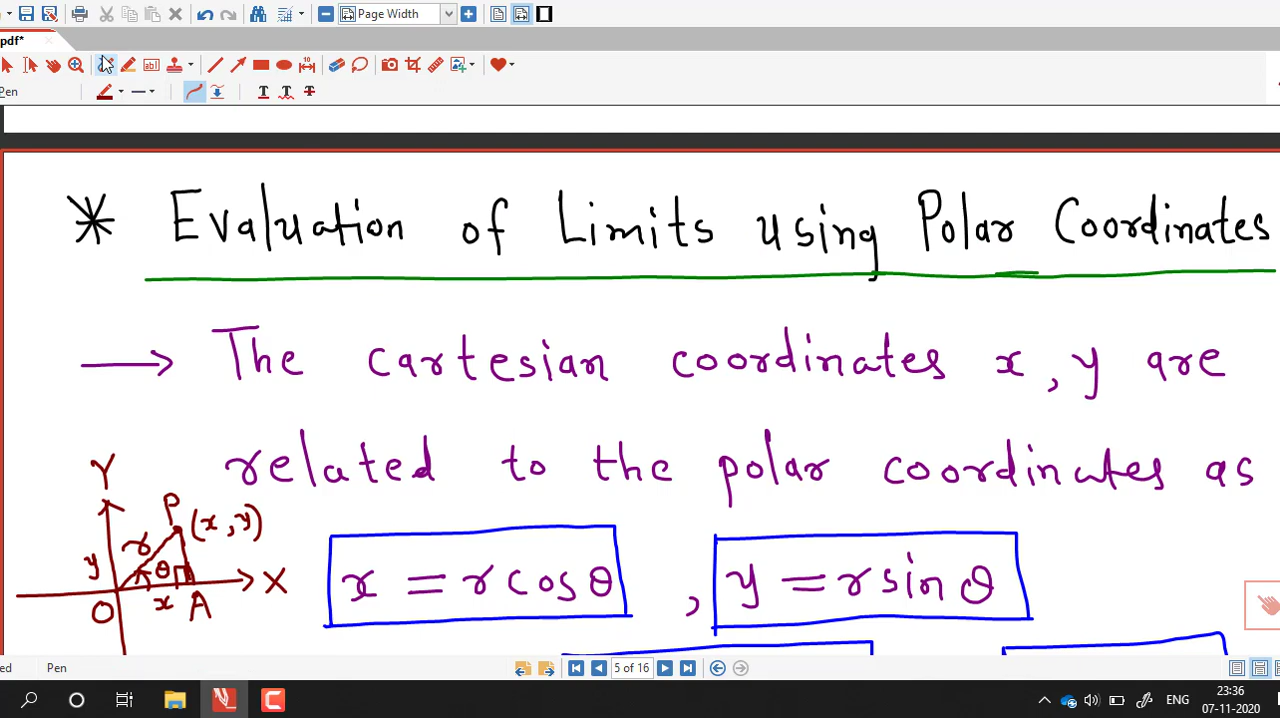 Page Width
pdf*
Pen
* Evaluation of Limits using Polar Coordinates
→ The cartesian coordinates x, y are
related to the polar coordinates as
Y
P
(x, y)
r
y
θ
X
O
x
A
x = r cos θ , y = r sin θ
Pen
5 of 16
ENG
23:36
07-11-2020